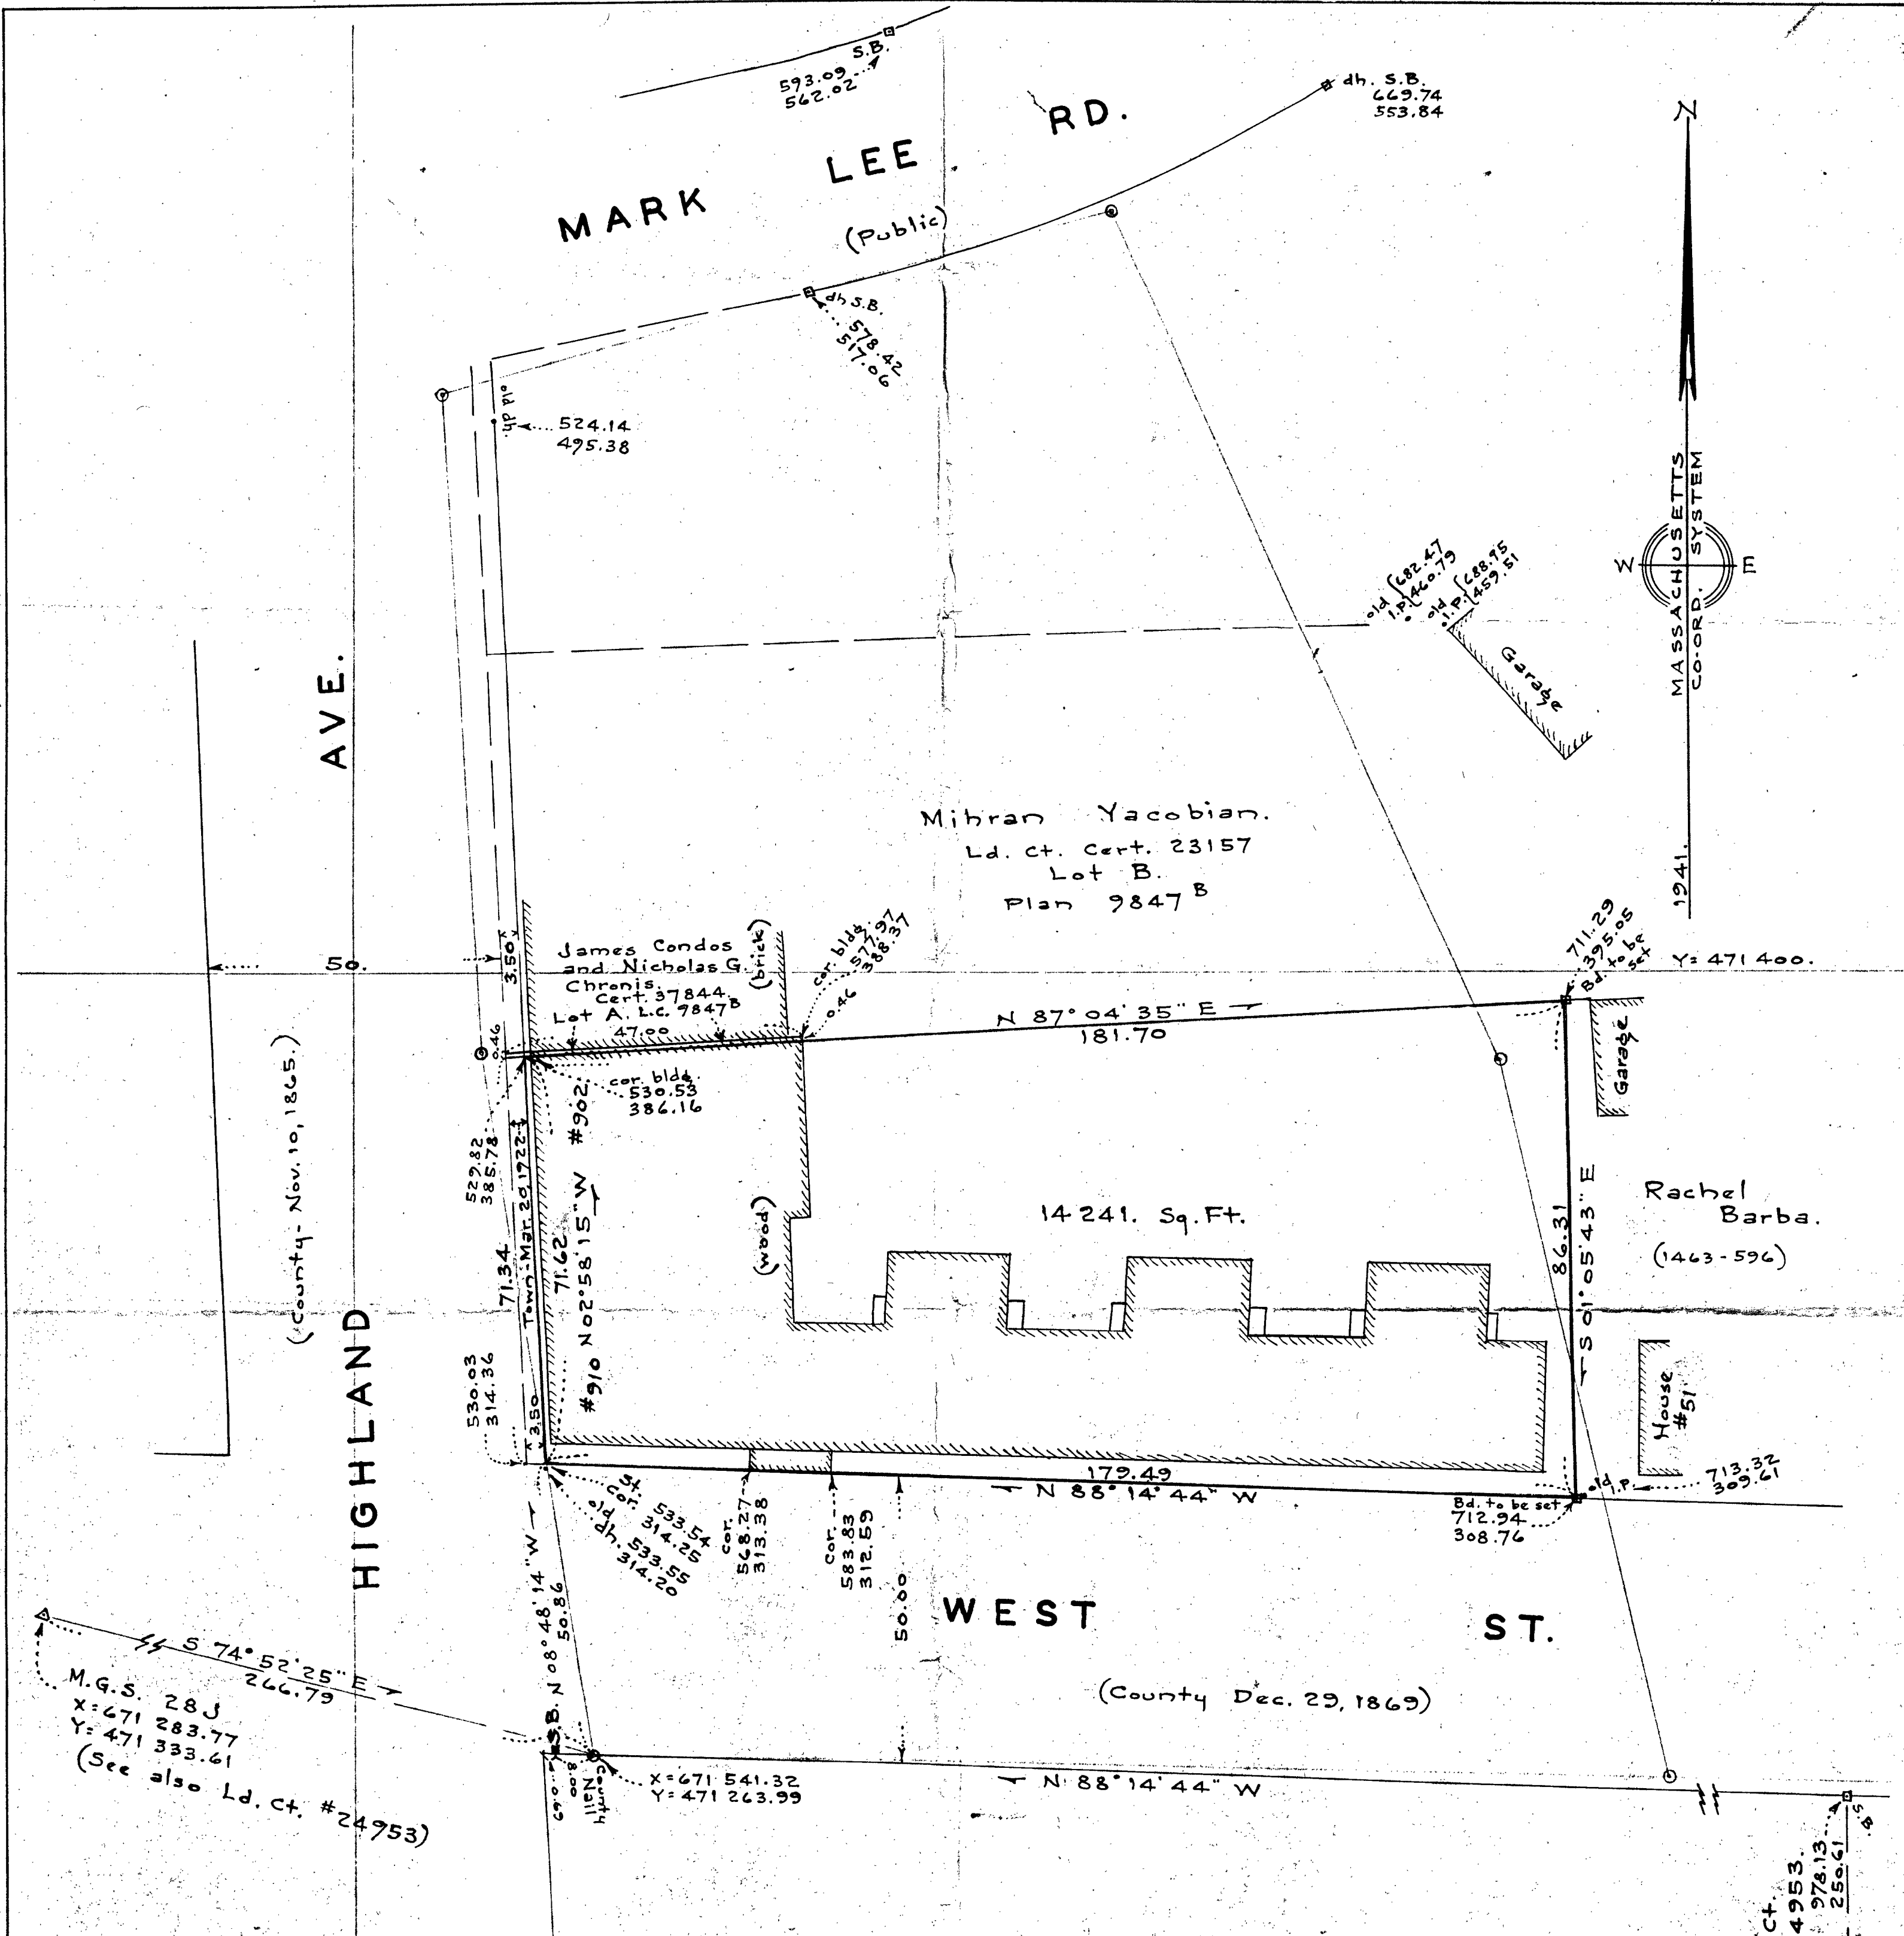 S.B.
593.09
562.02
dh. S.B.
669.74
553.84
MARK LEE RD.
(Public)
dh S.B.
578.42
517.06
old dh.
524.14
495.38
N
W E
MASSACHUSETTS
CO-ORD. SYSTEM
1941.
old I.P. 682.47
460.79
old I.P. 688.95
459.51
Garage
HIGHLAND AVE.
50.
(County - Nov. 10, 1865.)
Mihran Yacobian.
Ld. Ct. Cert. 23157
Lot B.
Plan 9847 B
James Condos
and Nicholas G.
Chronis.
Cert. 37844
Lot A. L.C. 9847 B
47.00
(brick)
3.50
cor. bldg.
577.97
388.37
0.46
711.29
395.05
Bd. to be
set
Y= 471 400.
N 87° 04' 35" E
181.70
0.46
cor. bldg.
530.53
386.16
529.82
385.78
Garage
71.34
Town - Mar. 20, 1922
71.62
#910 N 02° 58' 15" W #902
(wood)
14 241. Sq. Ft.
86.31
S 01° 05' 43" E
Rachel
Barba.
(1463-596)
House
#51
530.03
314.36
3.50
179.49
N 88° 14' 44" W
St. cor. 533.54
314.25
old dh. 533.55
314.20
cor.
568.27
313.38
cor.
583.83
312.59
50.00
Bd. to be set
712.94
308.76
old I.P.
713.32
309.61
WEST ST.
(County Dec. 29, 1869)
N 08° 48' 14" W
50.86
S 74° 52' 25" E
266.79
M.G.S. 28 J
X= 671 283.77
Y= 471 333.61
(See also Ld. Ct. #24953)
S.B.
0.69
8.00
County
Nail
X= 671 541.32
Y= 471 263.99
N 88° 14' 44" W
S.B.
Ct.
4953.
978.13
250.61